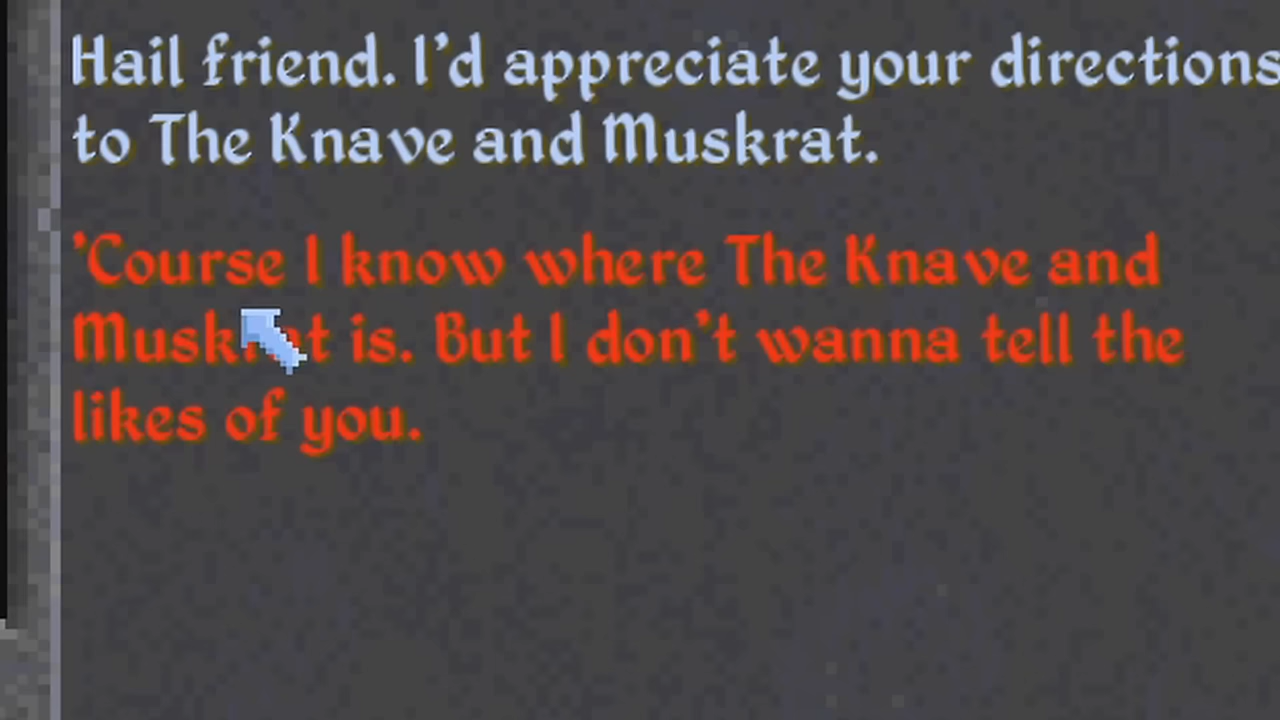 Hail friend. I'd appreciate your directions
to The Knave and Muskrat.
'Course I know where The Knave and
Muskrat is. But I don't wanna tell the
likes of you.